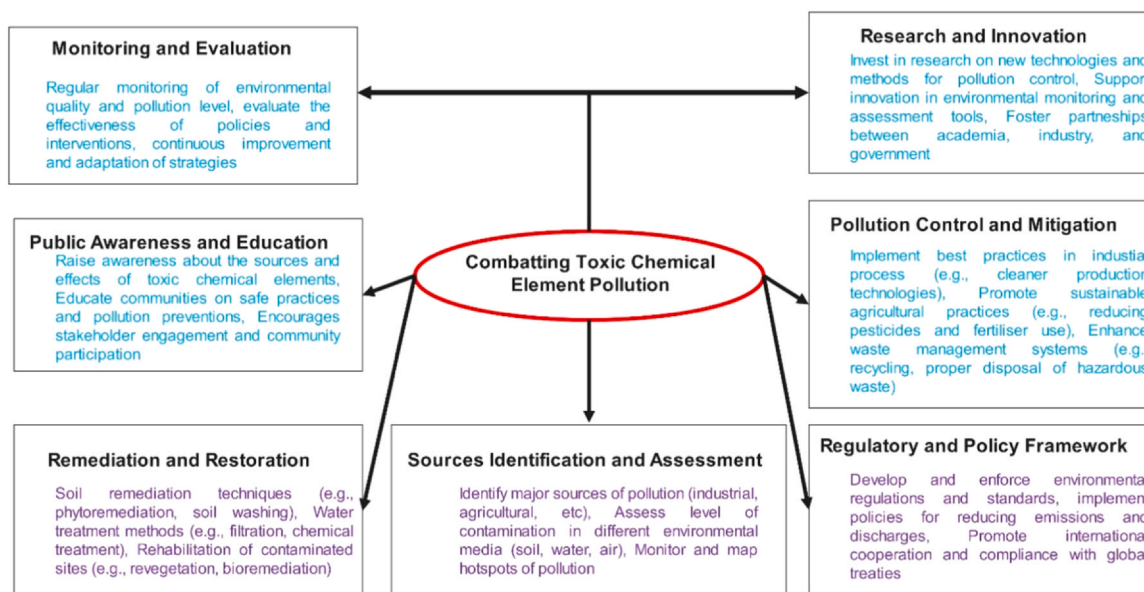 Monitoring and Evaluation
Regular monitoring of environmental
quality and pollution level, evaluate the
effectiveness of policies and
interventions, continuous improvement
and adaptation of strategies
Research and Innovation
Invest in research on new technologies and
methods for pollution control, Suppor
innovation in environmental monitoring and
assessment tools, Foster partneships
between academia, industry, and
government
Public Awareness and Education
Raise awareness about the sources and
effects of toxic chemical elements,
Educate communities on safe practices
and pollution preventions, Encourages
stakeholder engagement and community
participation
Combatting Toxic Chemical
Element Pollution
Pollution Control and Mitigation
Implement best practices in industial
process (e.g., cleaner production
technologies), Promote sustainable
agricultural practices (e.g., reducing
pesticides and fertiliser use), Enhance
waste management systems (e.g.
recycling, proper disposal of hazardous
waste)
Remediation and Restoration
Soil remediation techniques (e.g.,
phytoremediation, soil washing), Water
treatment methods (e.g., filtration, chemical
treatment), Rehabilitation of contaminated
sites (e.g., revegetation, bioremediation)
Sources Identification and Assessment
Identify major sources of pollution (industrial,
agricultural, etc), Assess level of
contamination in different environmental
media (soil, water, air), Monitor and map
hotspots of pollution
Regulatory and Policy Framework
Develop and enforce environmenta
regulations and standards, implemen
policies for reducing emissions and
discharges, Promote internationa
cooperation and compliance with globa
treaties